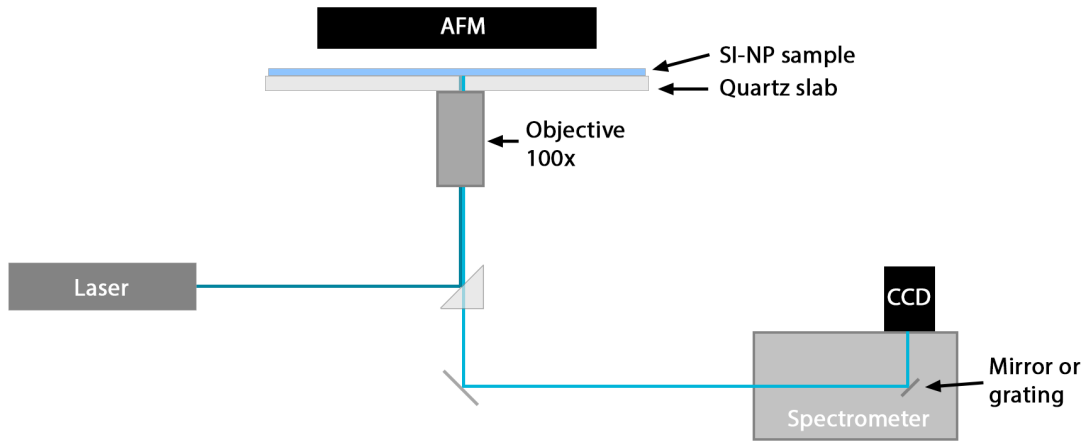 AFM
SI-NP sample
Quartz slab
Objective
100x
Laser
CCD
Mirror or
grating
Spectrometer